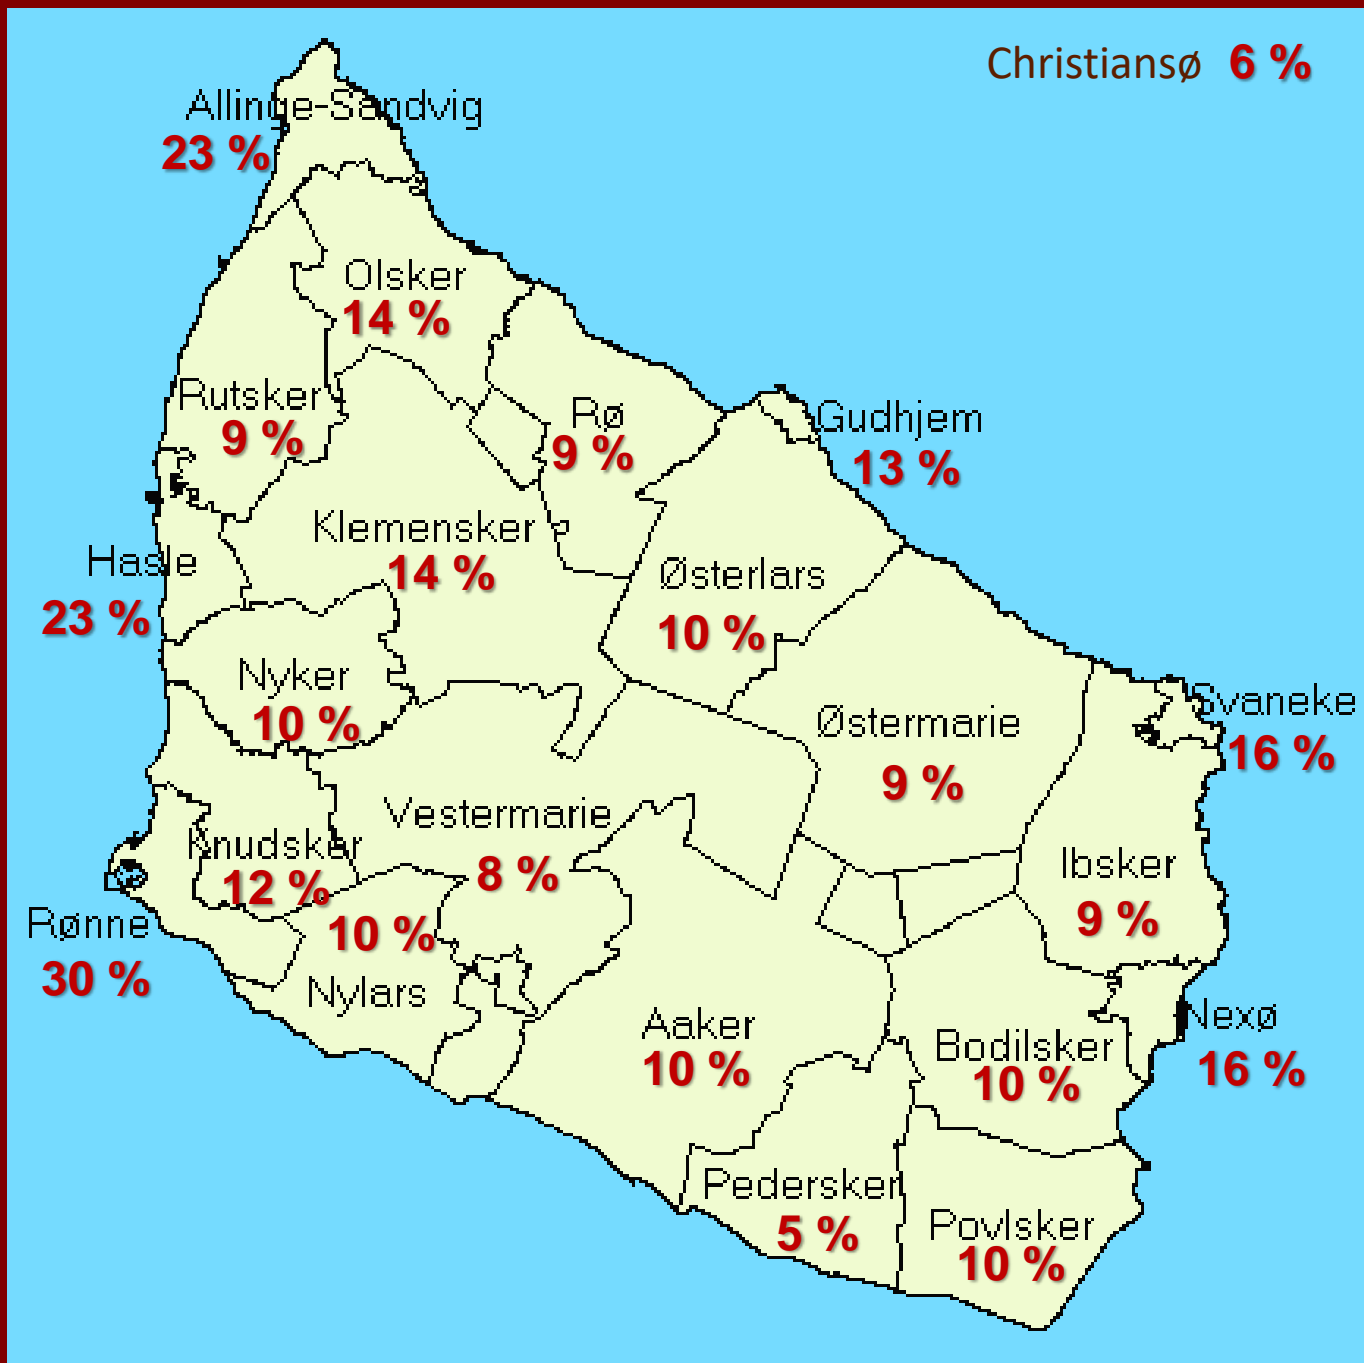 Christiansø 6 %
Allinge-Sandvig
23 %
Olsker
14 %
Rutsker
9 %
Rø
9 %
Gudhjem
13 %
Klemensker
14 %
Hasle
23 %
Østerlars
10 %
Nyker
10 %
Svaneke
16 %
Østermarie
9 %
Vestermarie
8 %
Knudsker
12 %
Ibsker
9 %
Rønne
30 %
10 %
Nylars
Aaker
10 %
Bodilsker
10 %
Nexø
16 %
Pedersker
5 %
Povlsker
10 %